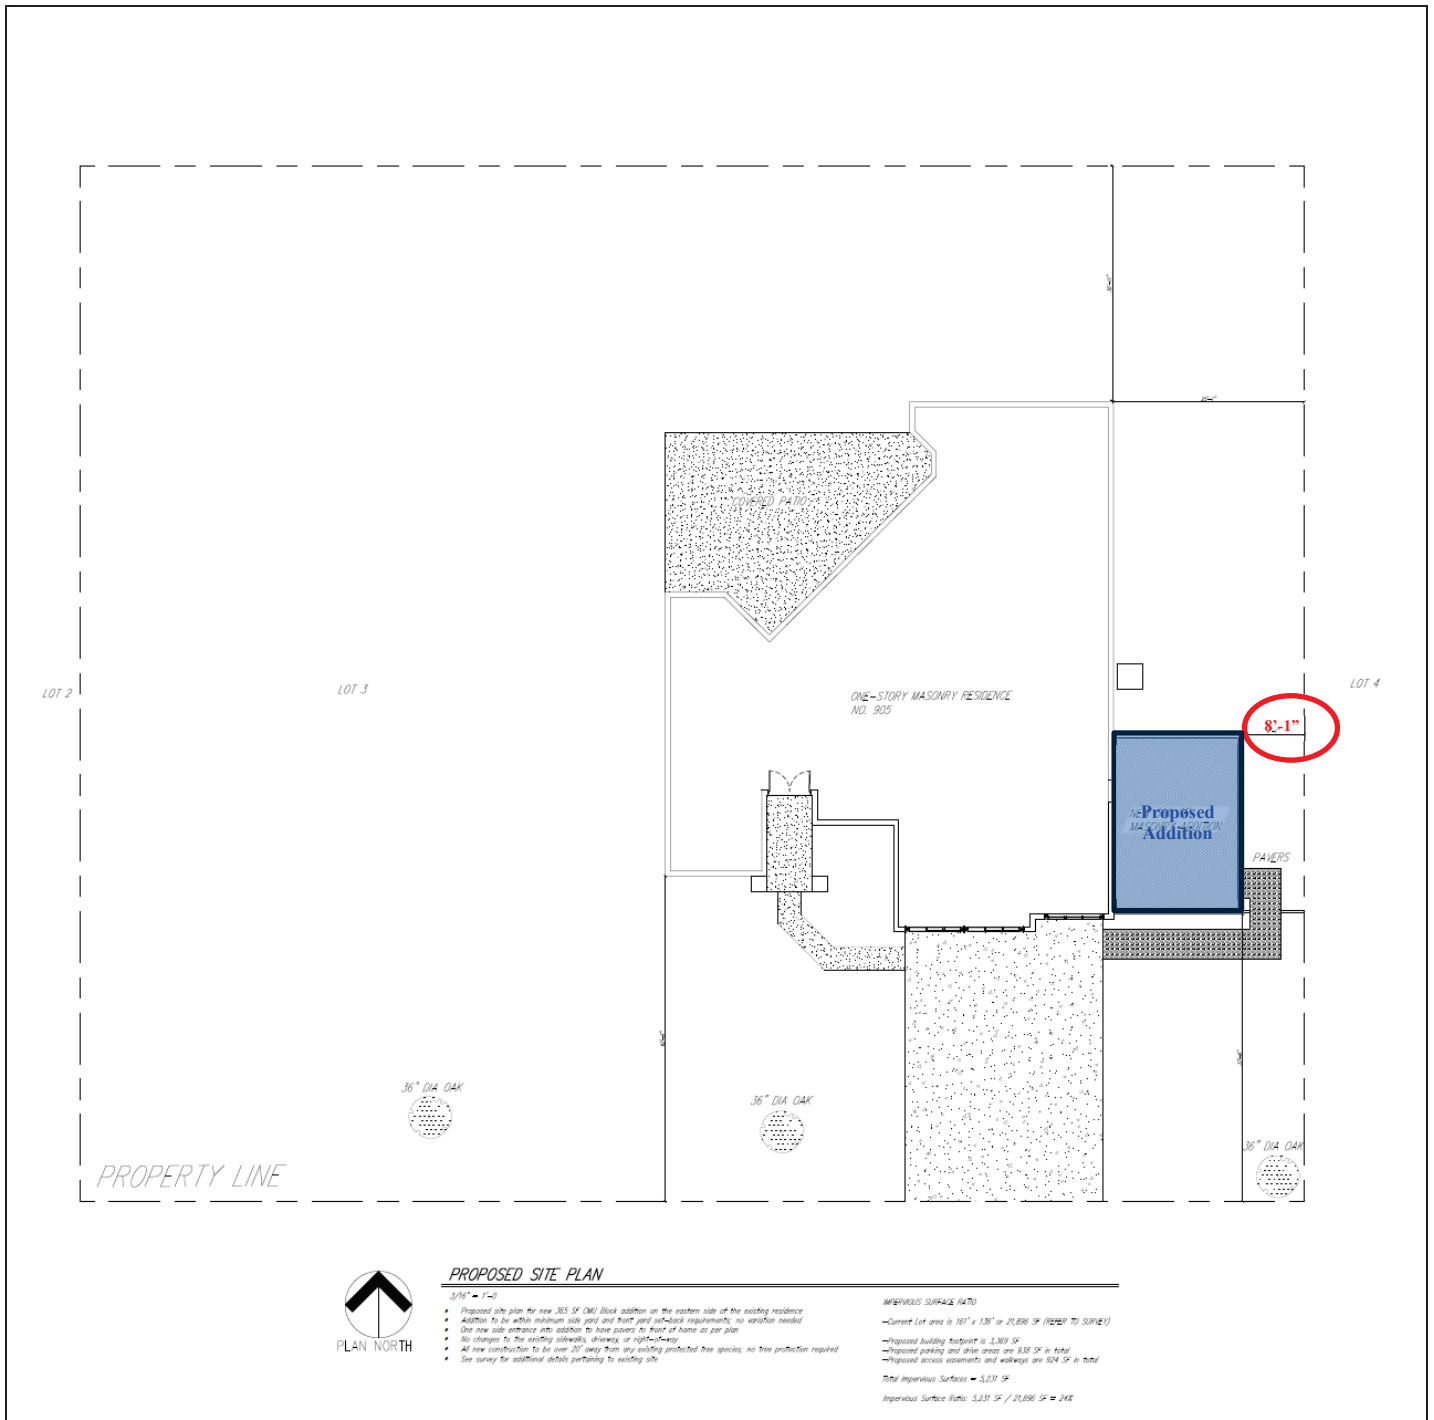 COVERED PATIO
LOT 2
LOT 3
ONE-STORY MASONRY RESIDENCE
NO. 905
LOT 4
8'-1"
Proposed
Addition
MASONRY ADDITION
PAVERS
36" DIA OAK
36" DIA OAK
36" DIA OAK
PROPERTY LINE
PLAN NORTH
PROPOSED SITE PLAN
3/16" = 1'-0
• Proposed site plan for new 365 SF CMU Block addition on the eastern side of the existing residence
• Addition to be within minimum side yard and front yard set-back requirements; no variation needed
• One new side entrance into addition to have pavers to front of home as per plan
• No changes to the existing sidewalks, driveway, or right-of-way
• All new construction to be over 20' away from any existing protected tree species; no tree protection required
• See survey for additional details pertaining to existing site
IMPERVIOUS SURFACE RATIO
-Current Lot area is 161' x 136' or 21,896 SF (REFER TO SURVEY)
-Proposed building footprint is 3,369 SF
-Proposed parking and drive areas are 938 SF in total
-Proposed access easements and walkways are 924 SF in total
Total Impervious Surfaces = 5,231 SF
Impervious Surface Ratio: 5,231 SF / 21,896 SF = 24%